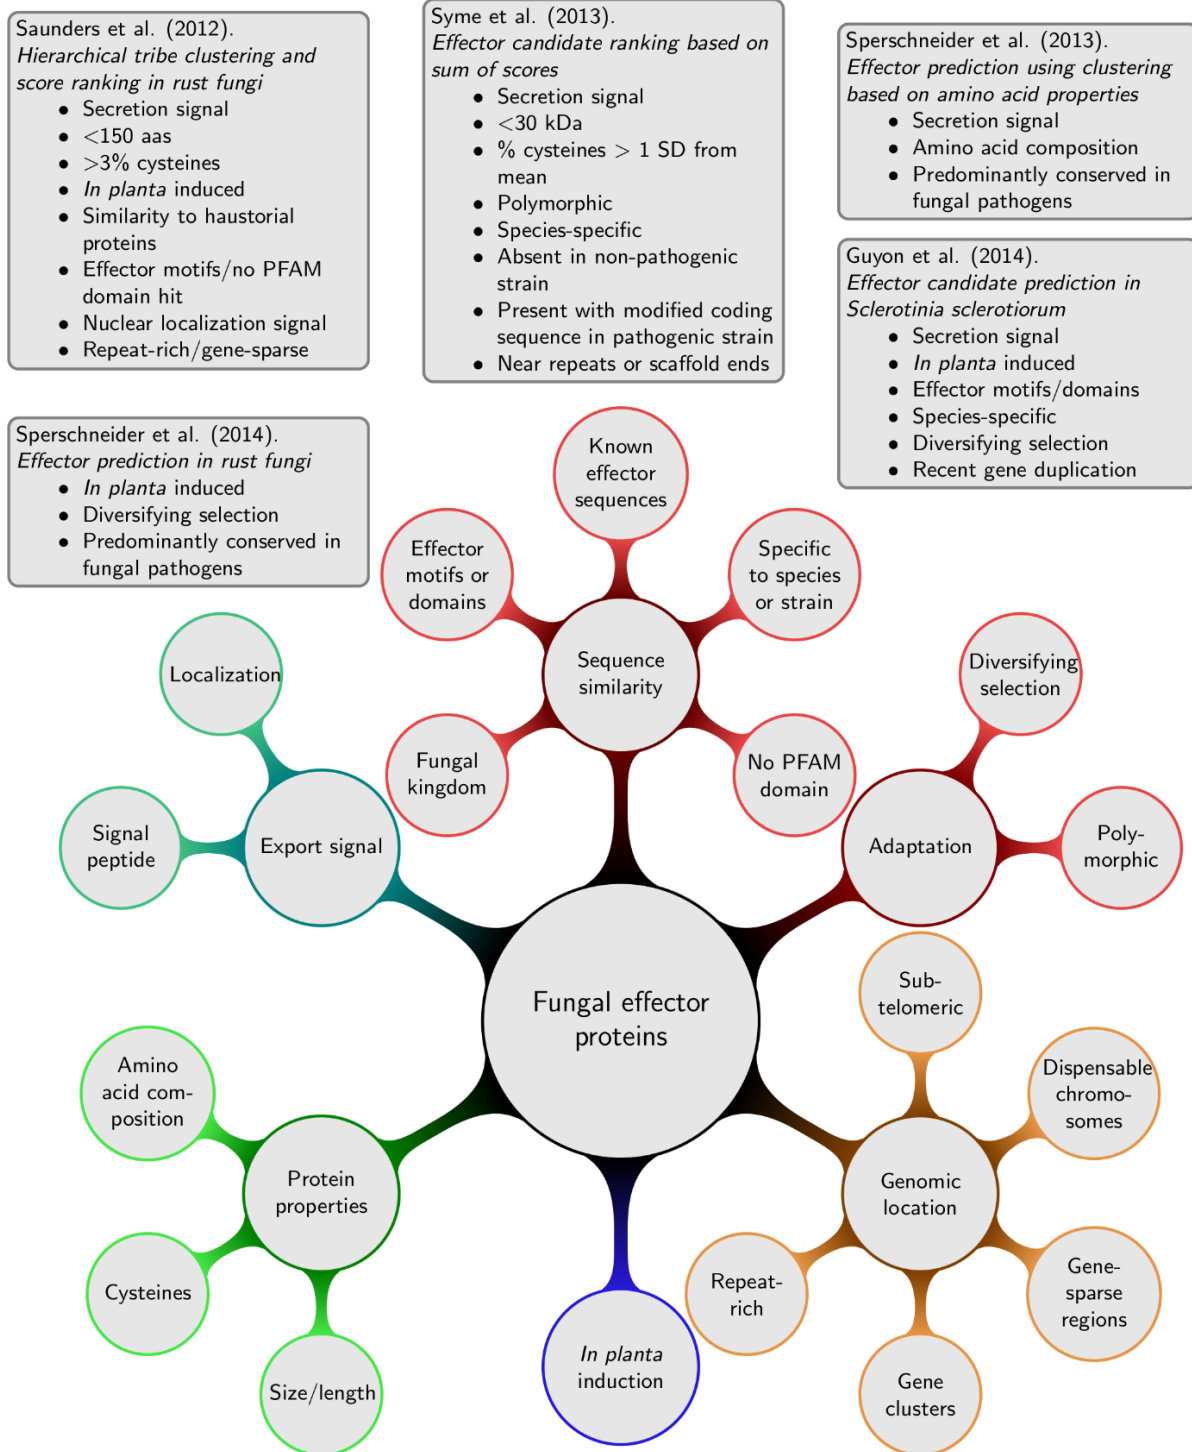 Saunders et al. (2012).
Hierarchical tribe clustering and
score ranking in rust fungi
• Secretion signal
• <150 aas
• >3% cysteines
• In planta induced
• Similarity to haustorial
proteins
• Effector motifs/no PFAM
domain hit
• Nuclear localization signal
• Repeat-rich/gene-sparse
Syme et al. (2013).
Effector candidate ranking based on
sum of scores
• Secretion signal
• <30 kDa
• % cysteines > 1 SD from
mean
• Polymorphic
• Species-specific
• Absent in non-pathogenic
strain
• Present with modified coding
sequence in pathogenic strain
• Near repeats or scaffold ends
Sperschneider et al. (2013).
Effector prediction using clustering
based on amino acid properties
• Secretion signal
• Amino acid composition
• Predominantly conserved in
fungal pathogens
Guyon et al. (2014).
Effector candidate prediction in
Sclerotinia sclerotiorum
• Secretion signal
• In planta induced
• Effector motifs/domains
• Species-specific
• Diversifying selection
• Recent gene duplication
Sperschneider et al. (2014).
Effector prediction in rust fungi
• In planta induced
• Diversifying selection
• Predominantly conserved in
fungal pathogens
Known
effector
sequences
Effector
motifs or
domains
Specific
to species
or strain
Sequence
similarity
Fungal
kingdom
No PFAM
domain
Localization
Signal
peptide
Export signal
Diversifying
selection
Adaptation
Poly-
morphic
Fungal effector
proteins
Sub-
telomeric
Dispensable
chromo-
somes
Genomic
location
Gene-
sparse
regions
Repeat-
rich
Gene
clusters
Amino
acid com-
position
Protein
properties
Cysteines
Size/length
In planta
induction